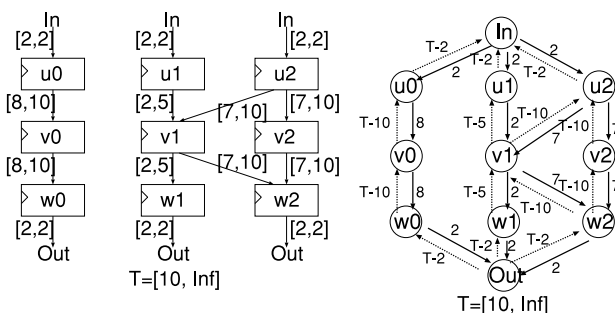 In In In
[2,2] [2,2] [2,2]
u0 u1 u2
[8,10] [2,5] [7,10] [7,10]
v0 v1 v2
[8,10] [2,5] [7,10] [7,10]
w0 w1 w2
[2,2] [2,2] [2,2]
Out Out Out
T=[10, Inf]
In
T-2 2 T-2 2 2 T-2
u0 u1 u2
T-10 8 T-5 2 T-10 7 T-10
v0 v1 v2
T-10 8 T-5 2 7 T-10 T-10
w0 w1 w2
T-2 2 T-2 2 T-2 2
Out
T=[10, Inf]